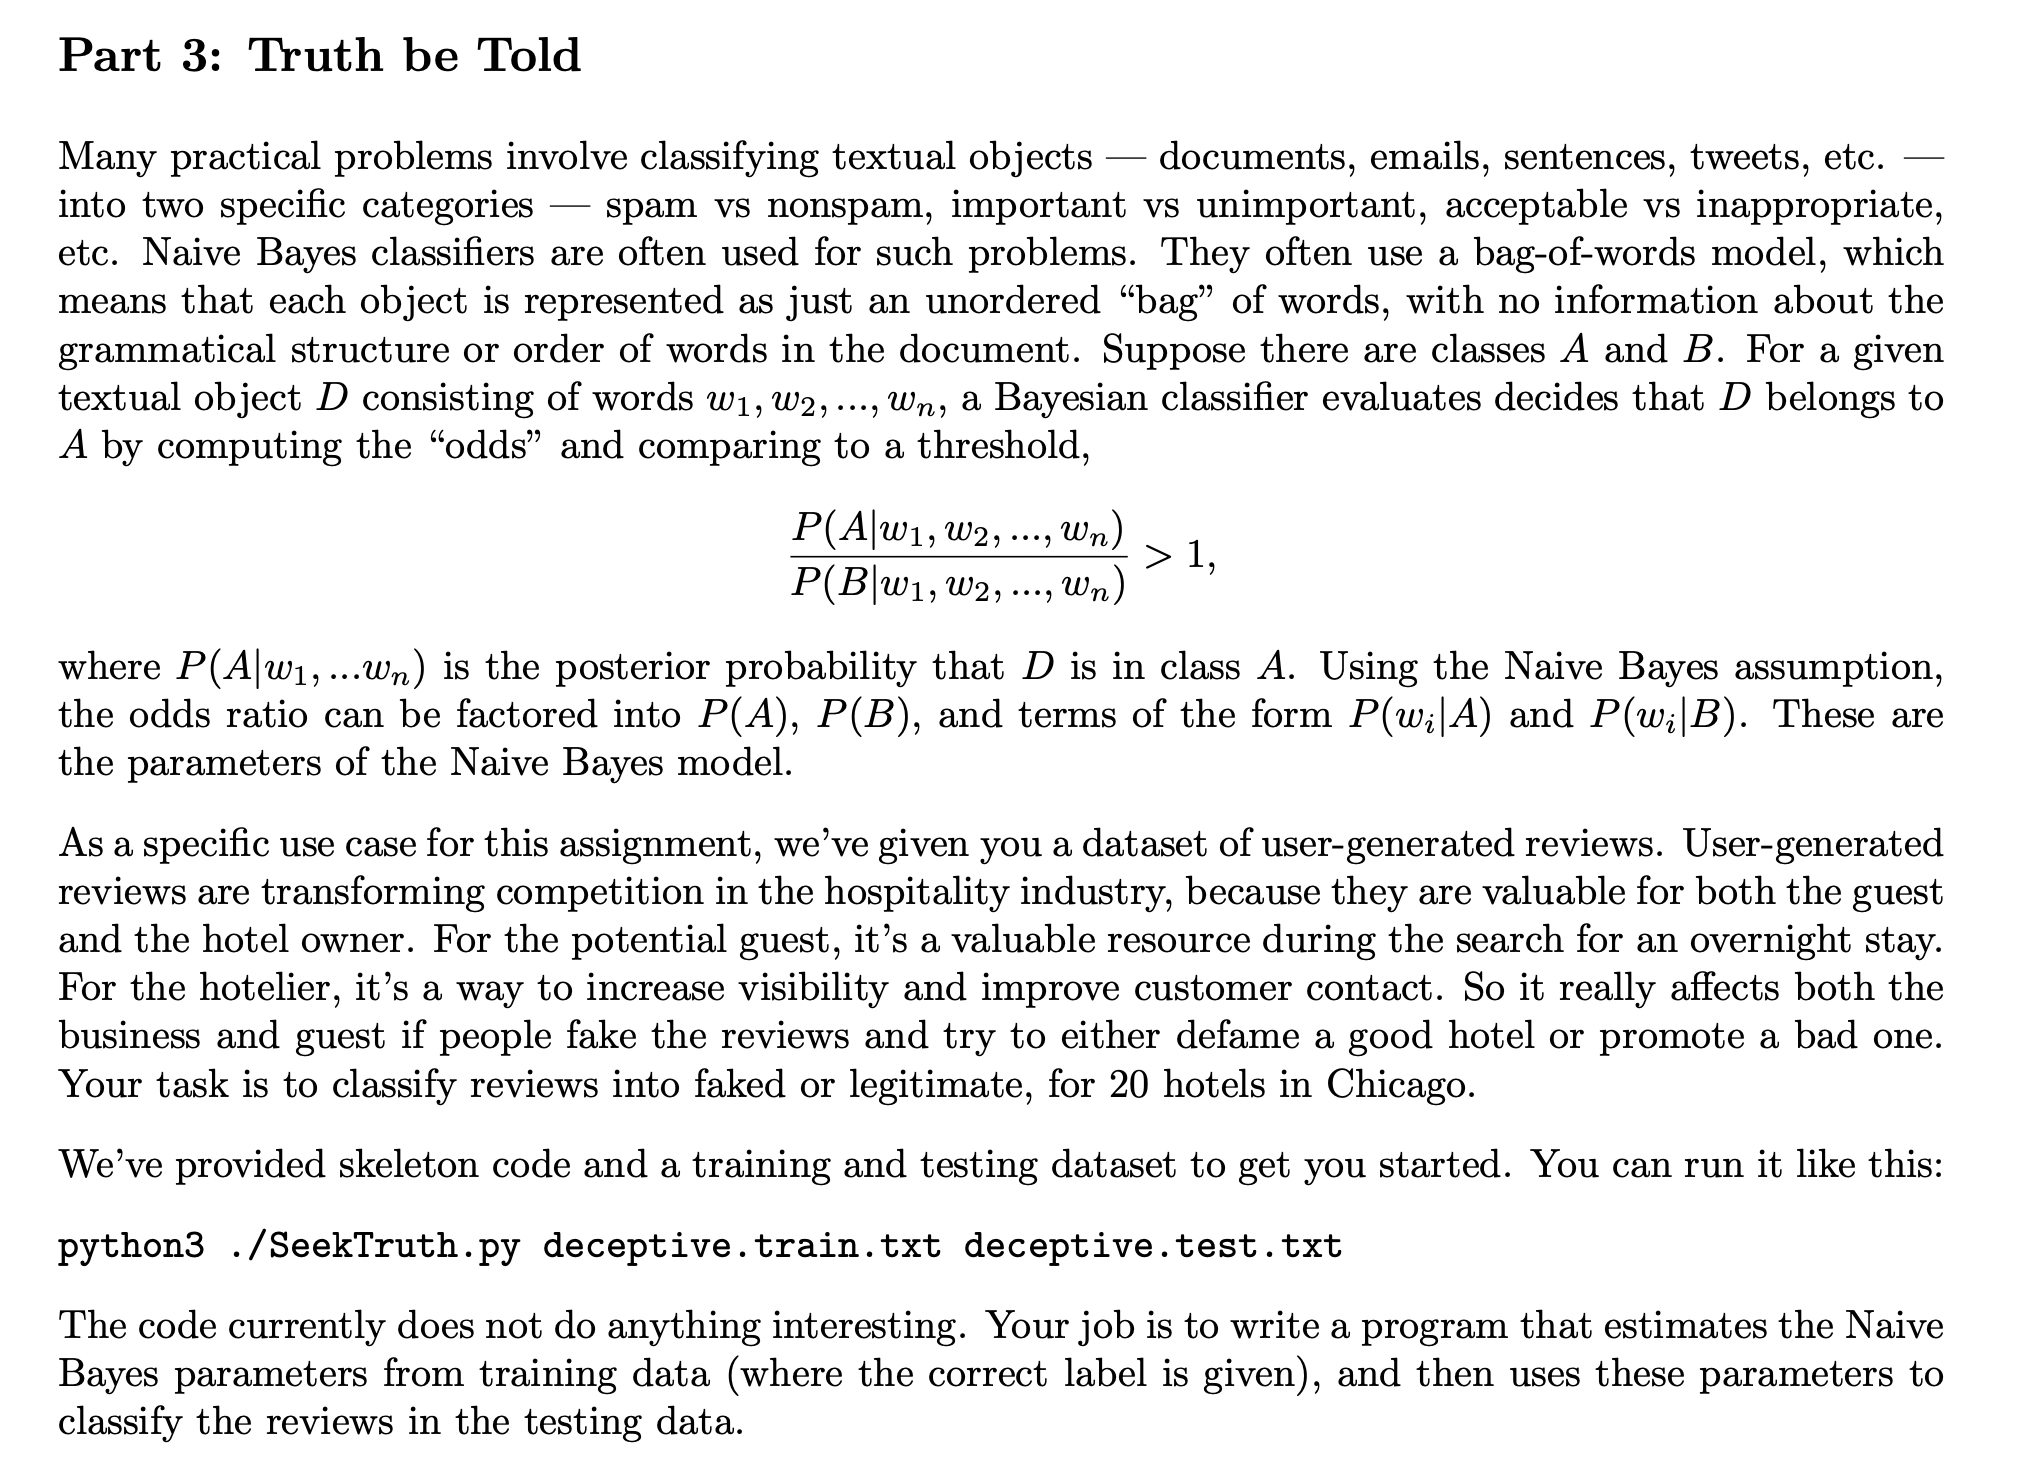 Part 3: Truth be Told
Many practical problems involve classifying textual objects — documents, emails, sentences, tweets, etc. —
into two specific categories — spam vs nonspam, important vs unimportant, acceptable vs inappropriate,
etc. Naive Bayes classifiers are often used for such problems. They often use a bag-of-words model, which
means that each object is represented as just an unordered “bag” of words, with no information about the
grammatical structure or order of words in the document. Suppose there are classes A and B. For a given
textual object D consisting of words w₁, w₂, ..., wₙ, a Bayesian classifier evaluates decides that D belongs to
A by computing the “odds” and comparing to a threshold,
P(A|w₁, w₂, ..., wₙ)
P(B|w₁, w₂, ..., wₙ) > 1,
where P(A|w₁, ...wₙ) is the posterior probability that D is in class A. Using the Naive Bayes assumption,
the odds ratio can be factored into P(A), P(B), and terms of the form P(wᵢ|A) and P(wᵢ|B). These are
the parameters of the Naive Bayes model.
As a specific use case for this assignment, we’ve given you a dataset of user-generated reviews. User-generated
reviews are transforming competition in the hospitality industry, because they are valuable for both the guest
and the hotel owner. For the potential guest, it’s a valuable resource during the search for an overnight stay.
For the hotelier, it’s a way to increase visibility and improve customer contact. So it really affects both the
business and guest if people fake the reviews and try to either defame a good hotel or promote a bad one.
Your task is to classify reviews into faked or legitimate, for 20 hotels in Chicago.
We’ve provided skeleton code and a training and testing dataset to get you started. You can run it like this:
python3 ./SeekTruth.py deceptive.train.txt deceptive.test.txt
The code currently does not do anything interesting. Your job is to write a program that estimates the Naive
Bayes parameters from training data (where the correct label is given), and then uses these parameters to
classify the reviews in the testing data.